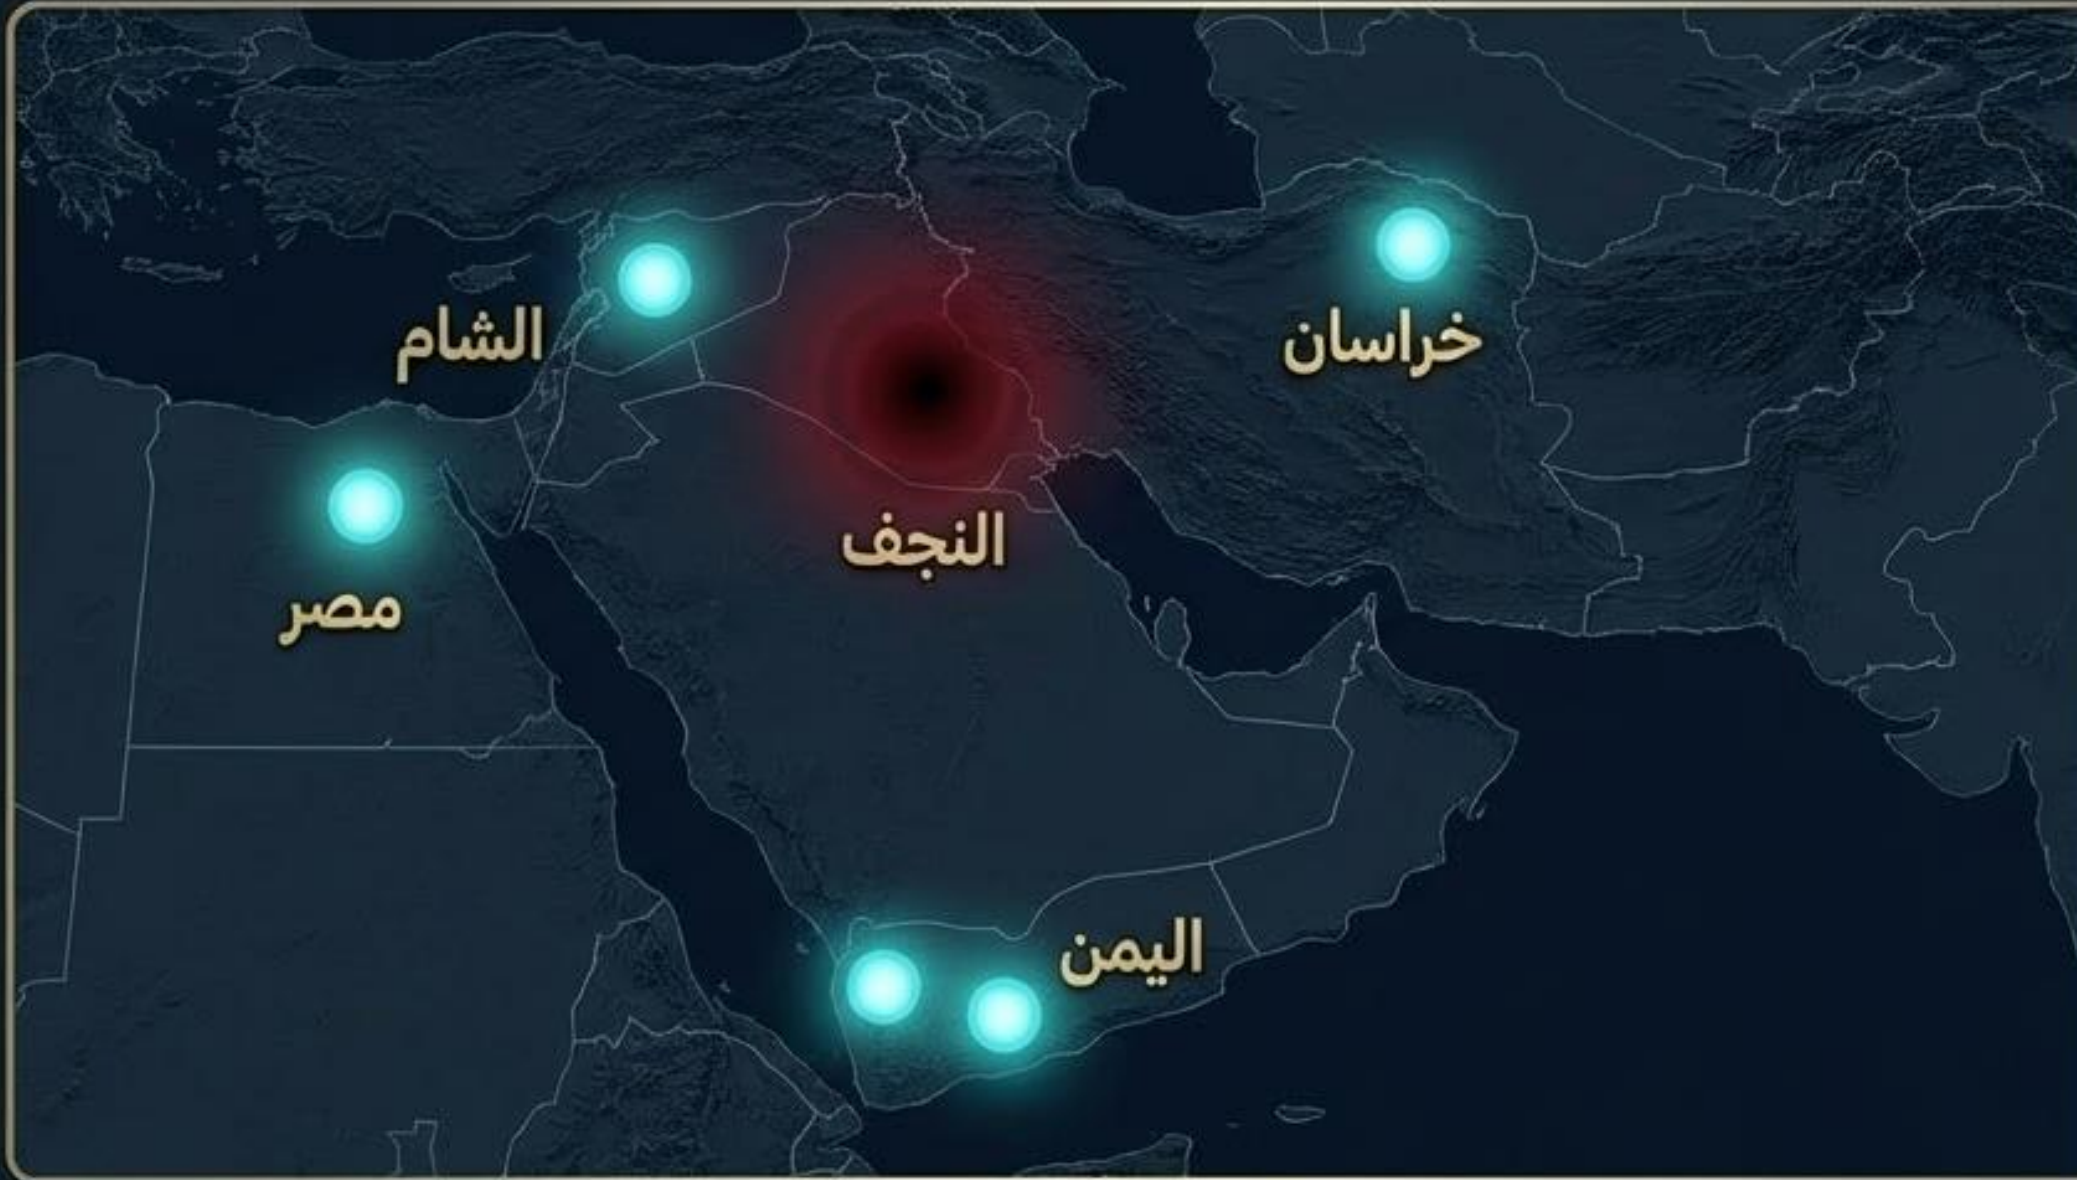 الشام
خراسان
النجف
مصر
اليمن